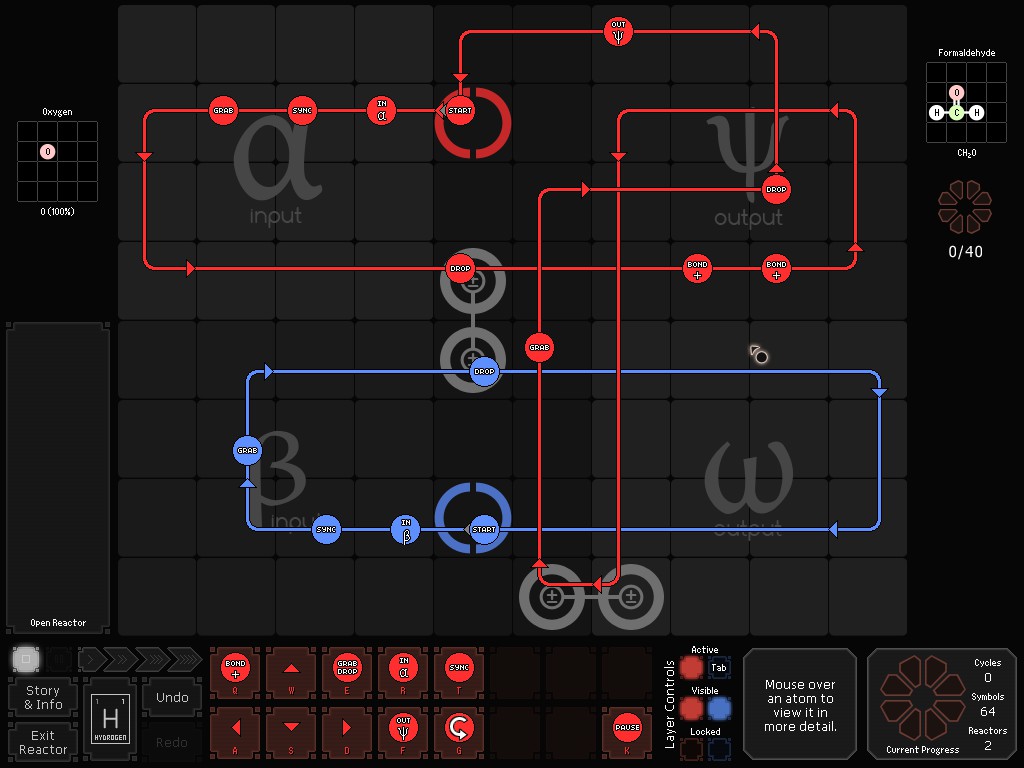 OUT
Ψ
Formaldehyde
Oxygen
GRAB
SYNC
IN
α
START
O
H
C
H
O
CH₂O
α
input
Ψ
output
DROP
O (100%)
0/40
DROP
BOND
+
BOND
+
±
GRAB
±
DROP
GRAB
β
input
ω
output
SYNC
IN
β
START
±
±
Open Reactor
Story
& Info
Exit
Reactor
1
1
H
HYDROGEN
Undo
Redo
BOND
+
Q
W
GRAB
DROP
E
IN
α
R
SYNC
T
A
S
D
OUT
Ψ
F
G
PAUSE
K
Layer Controls
Active
Tab
Visible
Locked
Mouse over
an atom to
view it in
more detail.
Cycles
0
Symbols
64
Reactors
2
Current Progress